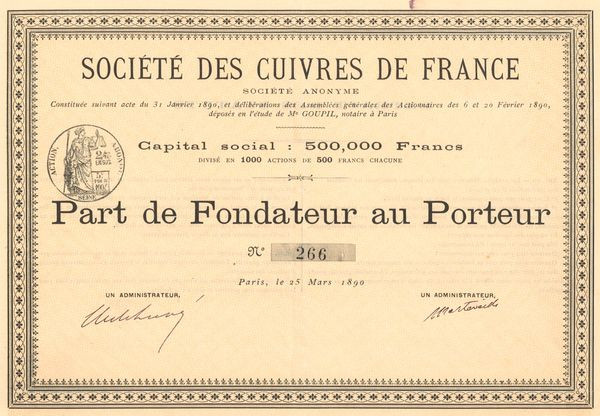 SOCIÉTÉ DES CUIVRES DE FRANCE
SOCIÉTÉ ANONYME
Constituée suivant acte du 31 Janvier 1890, et délibérations des Assemblées générales des Actionnaires des 6 et 20 Février 1890,
déposés en l'étude de Me GOUPIL, notaire à Paris
Capital social : 500,000 Francs
DIVISÉ EN 1000 ACTIONS DE 500 FRANCS CHACUNE
ACTION
SEINE
Part de Fondateur au Porteur
No 266
Paris, le 25 Mars 1890
UN ADMINISTRATEUR,
UN ADMINISTRATEUR,